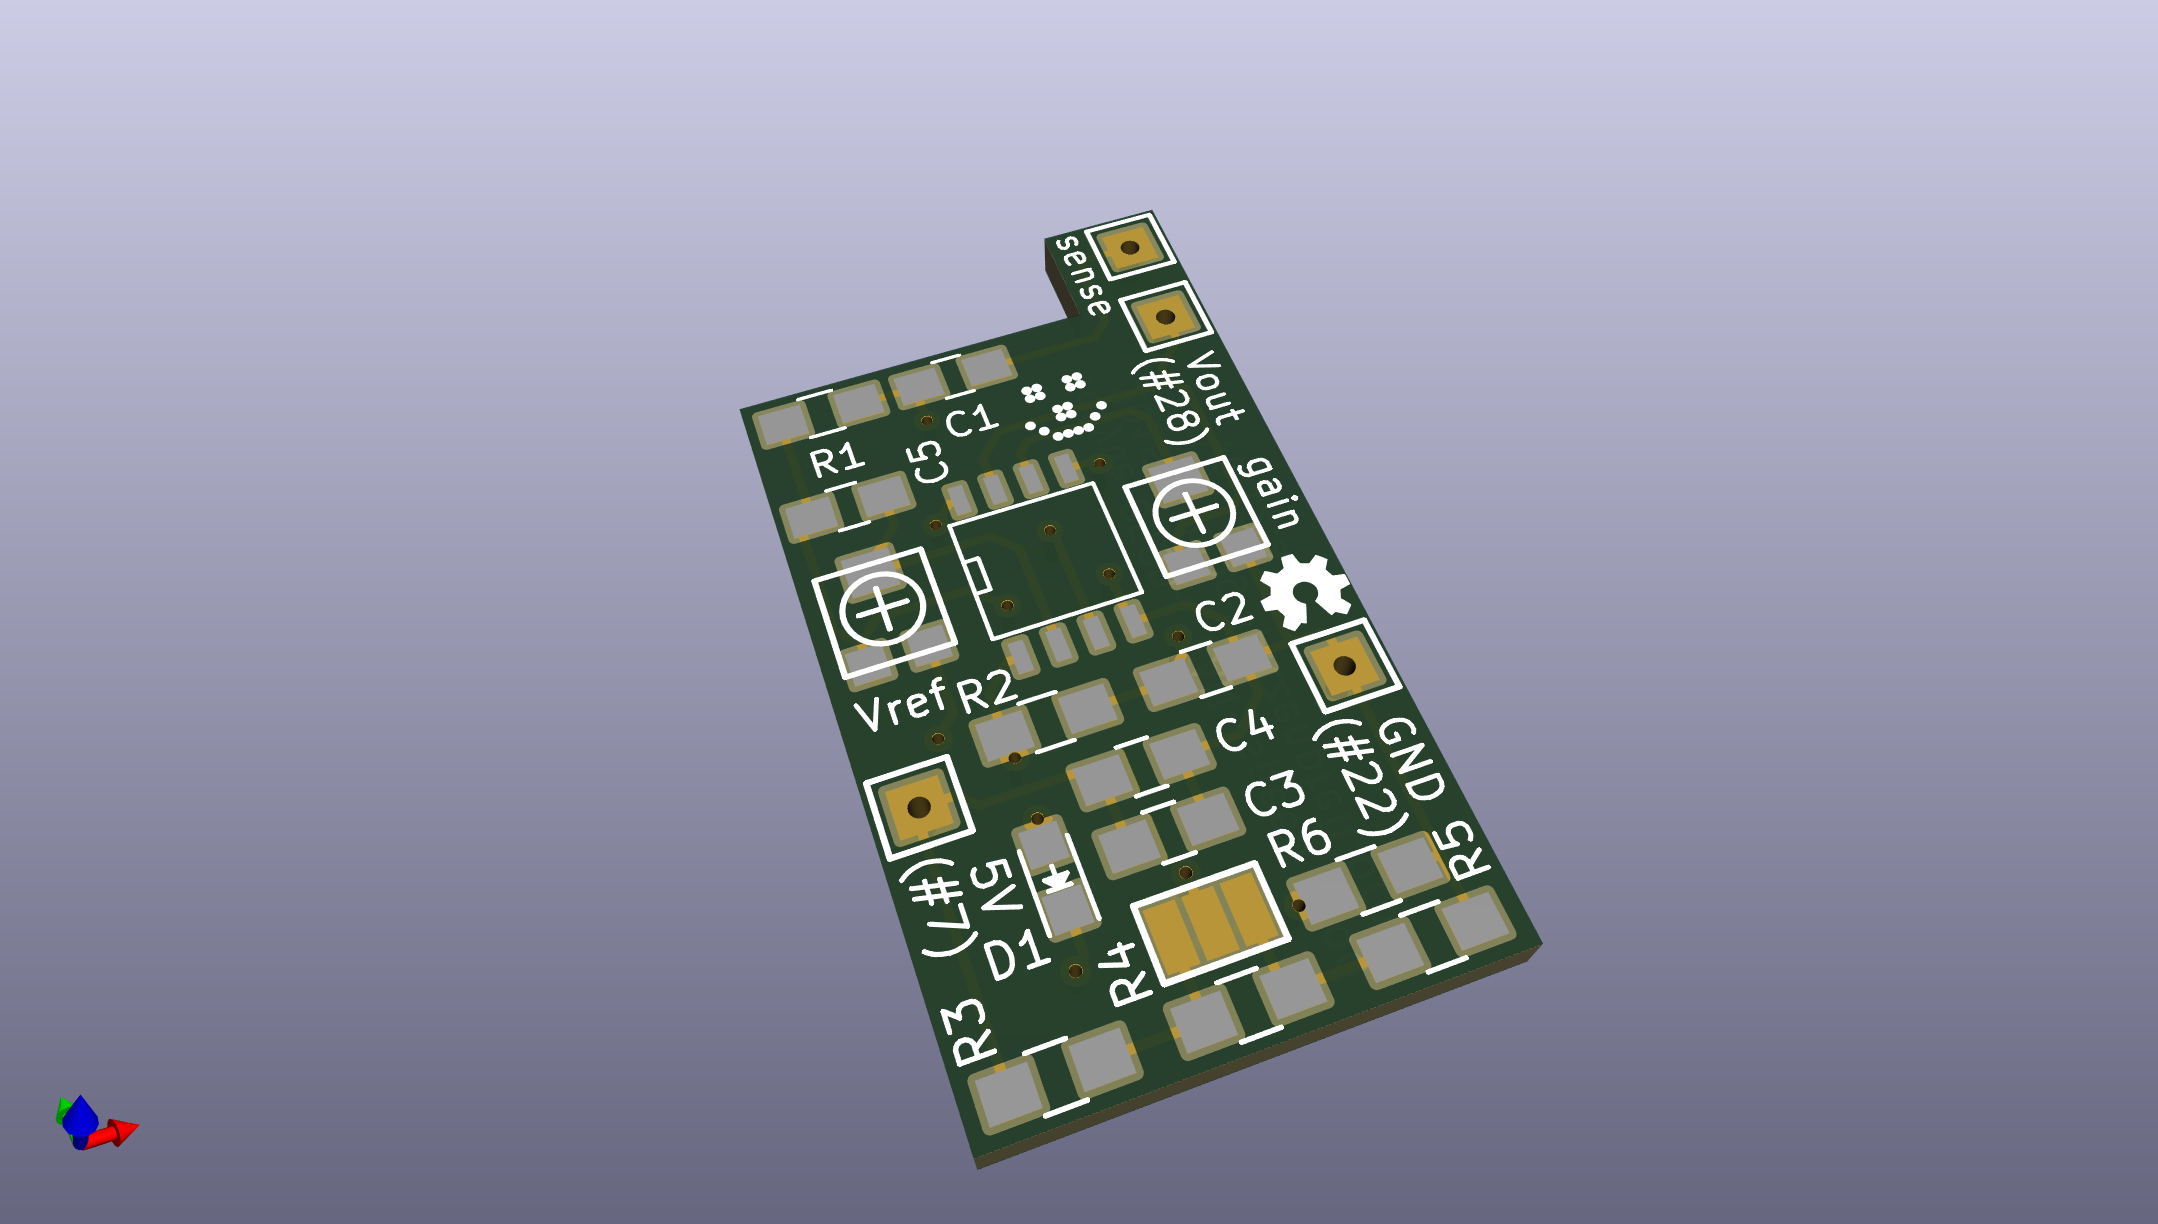 sense
Vout
(#28)
C1
R1
C5
gain
C2
Vref
R2
C4
GND
(#22)
C3
R6
R5
5V
(#7)
D1
R4
R3